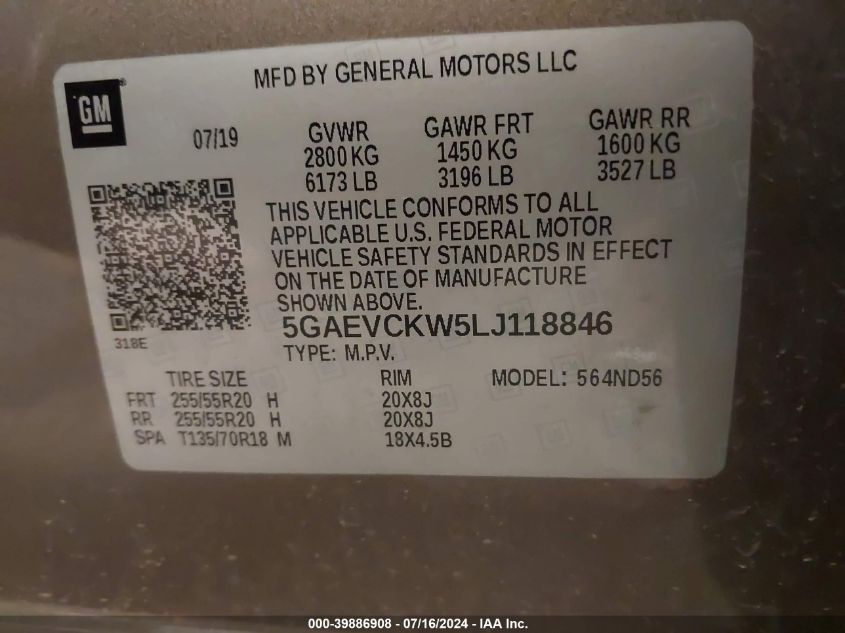 MFD BY GENERAL MOTORS LLC
GM®
07/19 GVWR GAWR FRT GAWR RR
2800 KG 1450 KG 1600 KG
6173 LB 3196 LB 3527 LB
THIS VEHICLE CONFORMS TO ALL
APPLICABLE U.S. FEDERAL MOTOR
VEHICLE SAFETY STANDARDS IN EFFECT
ON THE DATE OF MANUFACTURE
SHOWN ABOVE.
318E
5GAEVCKW5LJ118846
TYPE: M.P.V.
TIRE SIZE RIM MODEL: 564ND56
FRT 255/55R20 H 20X8J
RR 255/55R20 H 20X8J
SPA T135/70R18 M 18X4.5B
000-39886908 - 07/16/2024 - IAA Inc.